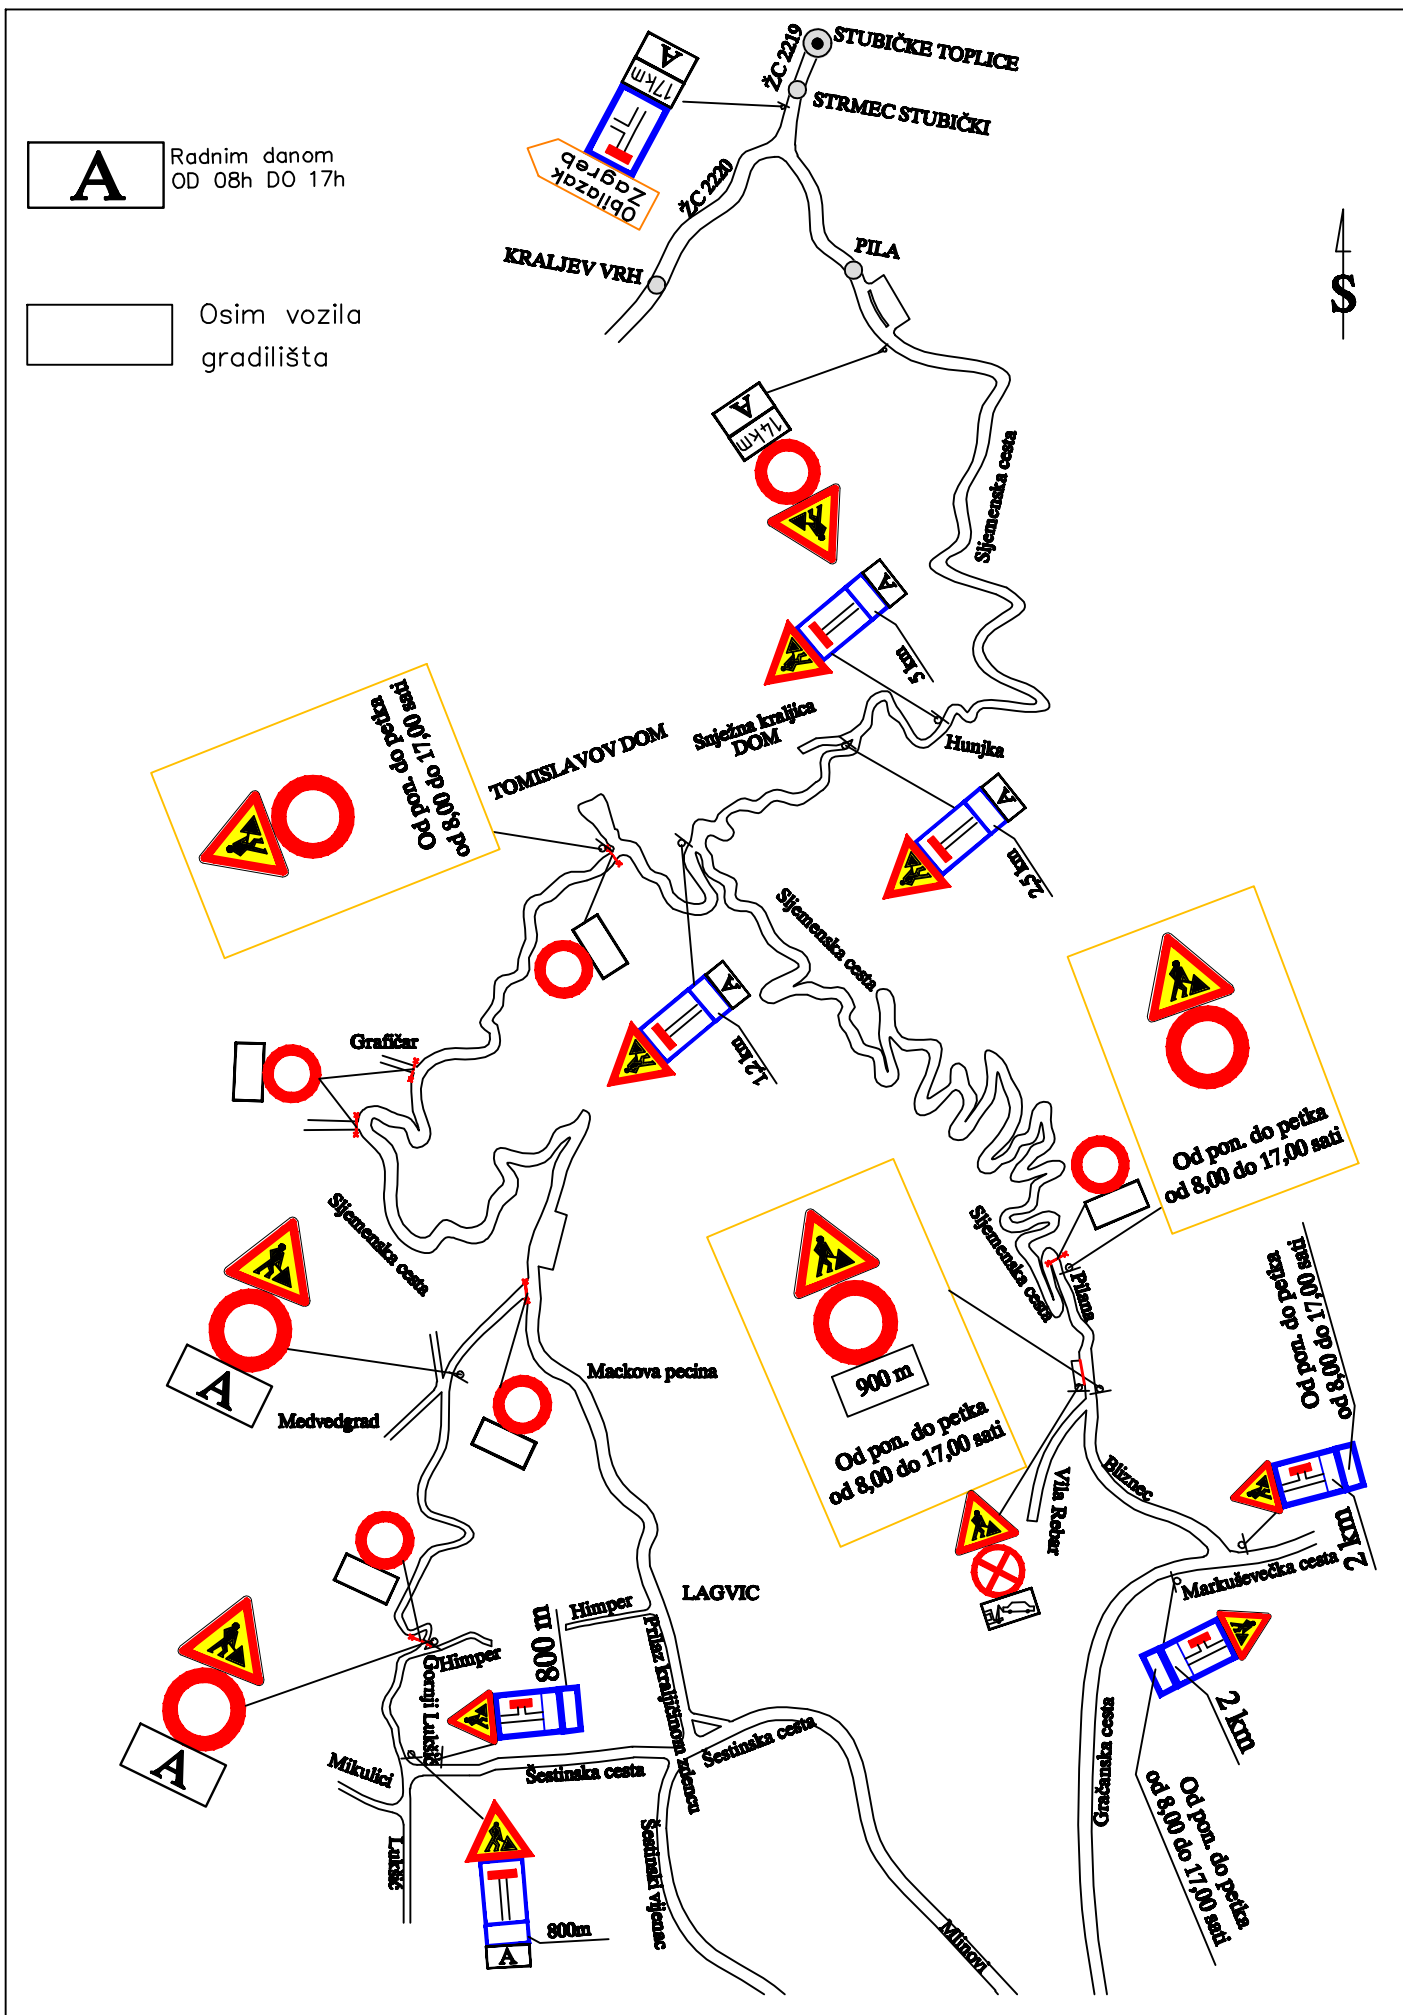 STUBIČKE TOPLICE
ŽC 2219
STRMEC STUBIČKI
A
17km
Obilazak
Zagreb
ŽC 2220
KRALJEV VRH
PILA
A
Radnim danom
OD 08h DO 17h
Osim vozila
gradilišta
S
A
14km
Sljemenska cesta
A
5 km
Snježna kraljica
DOM
Hunjka
TOMISLAVOV DOM
Od pon. do petka
od 8,00 do 17,00 sati
A
2,5 km
Sljemenska cesta
A
1,2 km
Grafičar
Od pon. do petka
od 8,00 do 17,00 sati
Sljemenska cesta
Sljemenska cesta
Pilana
Od pon. do petka
od 8,00 do 17,00 sati
A
Medvedgrad
Mackova pecina
900 m
Od pon. do petka
od 8,00 do 17,00 sati
Vila Rebar
Bliznec
2 km
Markuševečka cesta
LAGVIC
Himper
800 m
Himper
Gornji Lukšić
Prilaz kraljičinom zdencu
A
Mikulici
Šestinska cesta
Šestinska cesta
Lukšić
Šestinski vijenac
800m
A
Mlinovi
Gračanska cesta
2 km
Od pon. do petka
od 8,00 do 17,00 sati